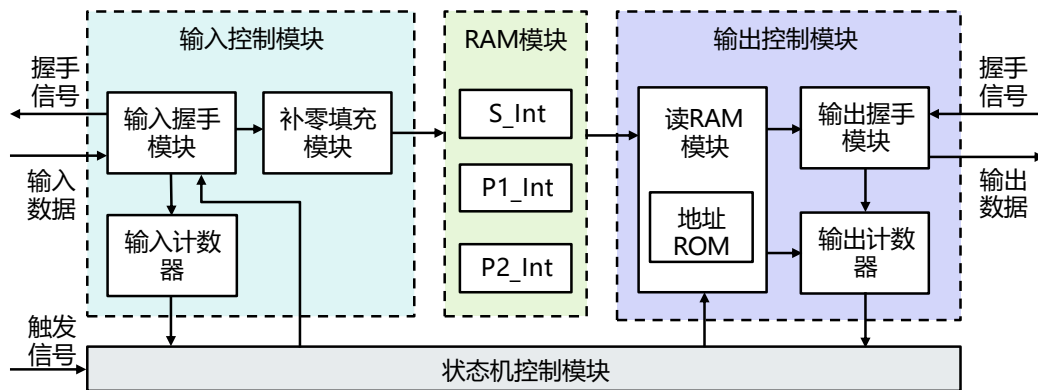 输入控制模块
RAM模块
输出控制模块
握手
信号
输入握手
模块
补零填充
模块
S_Int
读RAM
模块
输出握手
模块
握手
信号
输入
数据
P1_Int
输出
数据
输入计数
器
地址
ROM
输出计数
器
P2_Int
触发
信号
状态机控制模块